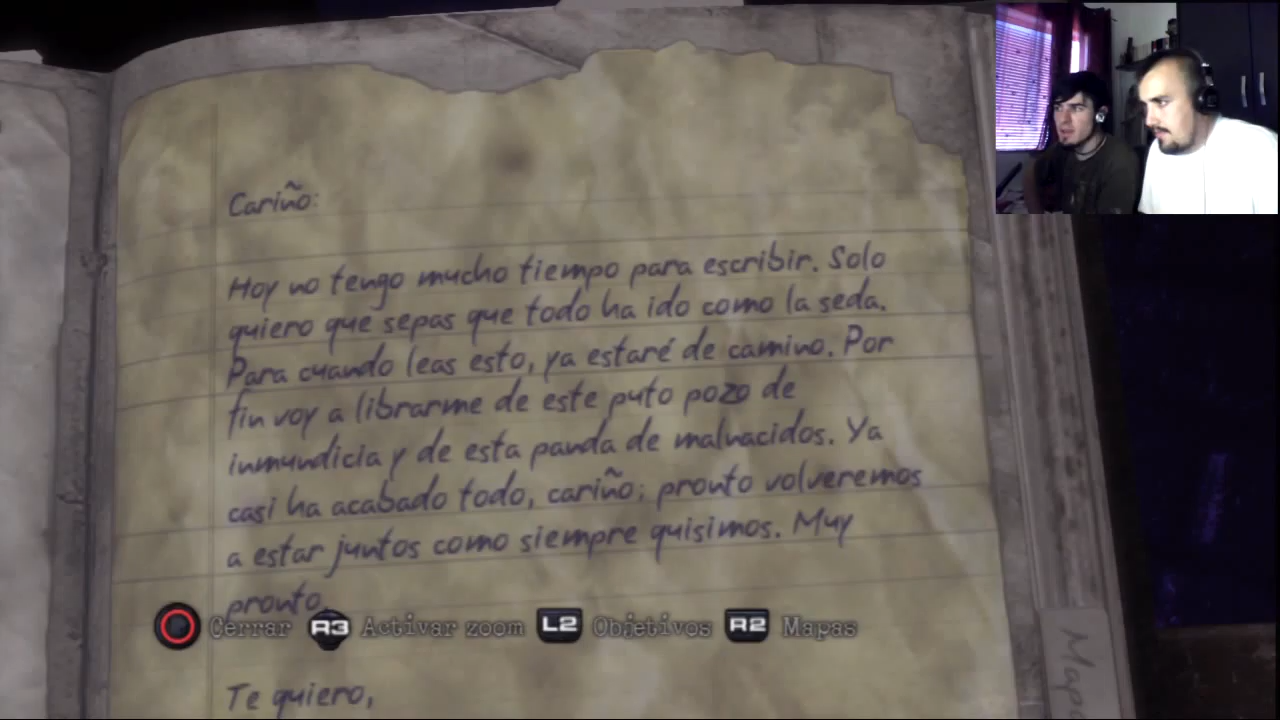 Cariño:
Hoy no tengo mucho tiempo para escribir. Solo
quiero que sepas que todo ha ido como la seda.
Para cuando leas esto, ya estaré de camino. Por
fin voy a librarme de este puto pozo de
inmundicia y de esta panda de malnacidos. Ya
casi ha acabado todo, cariño; pronto volveremos
a estar juntos como siempre quisimos. Muy
pronto.
Cerrar R3 Activar zoom L2 Objetivos R2 Mapas
Te quiero,
Map